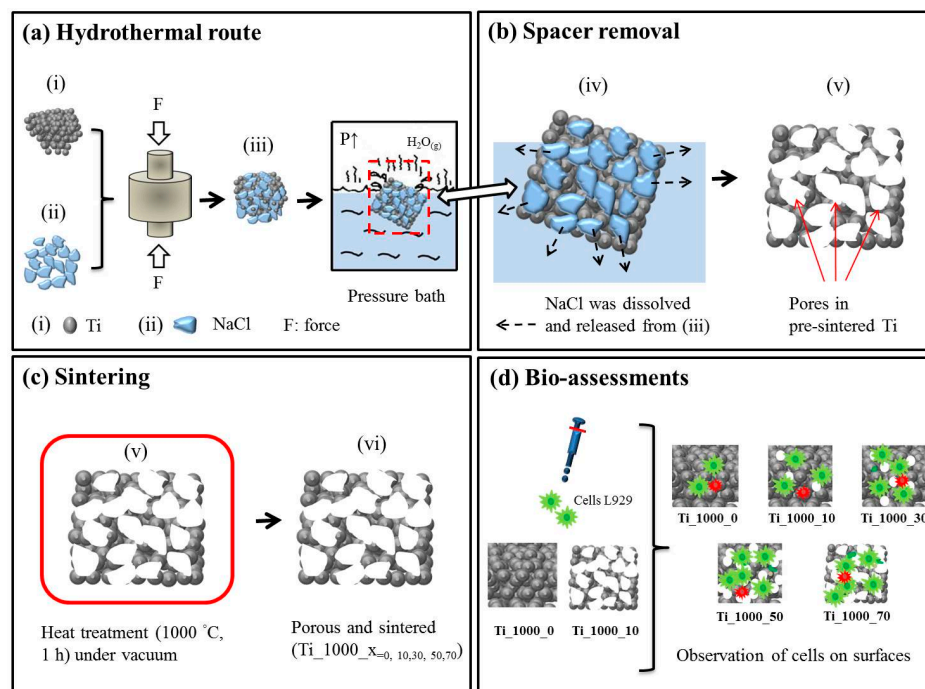 (a) Hydrothermal route
(i)
F
(ii)
(iii)
P↑
H₂O₍g₎
F
Pressure bath
(i) Ti (ii) NaCl F: force
(b) Spacer removal
(iv)
(v)
NaCl was dissolved
and released from (iii)
Pores in
pre-sintered Ti
(c) Sintering
(v)
(vi)
Heat treatment (1000 °C,
1 h) under vacuum
Porous and sintered
(Ti_1000_x=0, 10,30, 50,70)
(d) Bio-assessments
Cells L929
Ti_1000_0
Ti_1000_10
Ti_1000_0
Ti_1000_10
Ti_1000_30
Ti_1000_50
Ti_1000_70
Observation of cells on surfaces